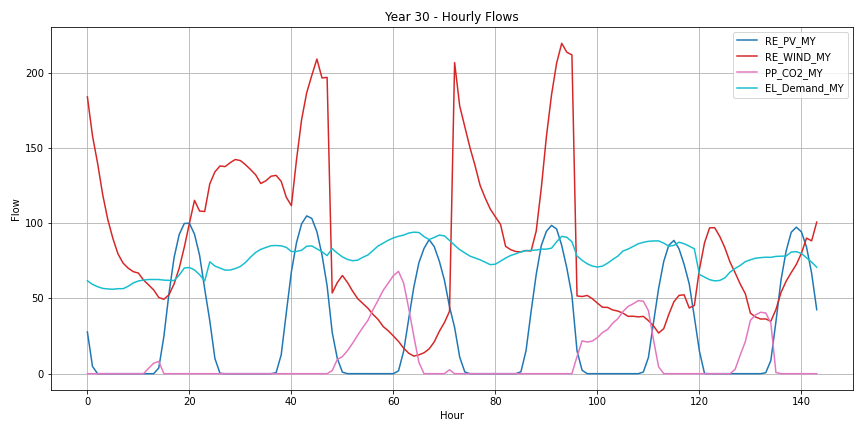 Year 30 - Hourly Flows
RE_PV_MY
RE_WIND_MY
PP_CO2_MY
EL_Demand_MY
Flow
200
150
100
50
0
0 20 40 60 80 100 120 140
Hour